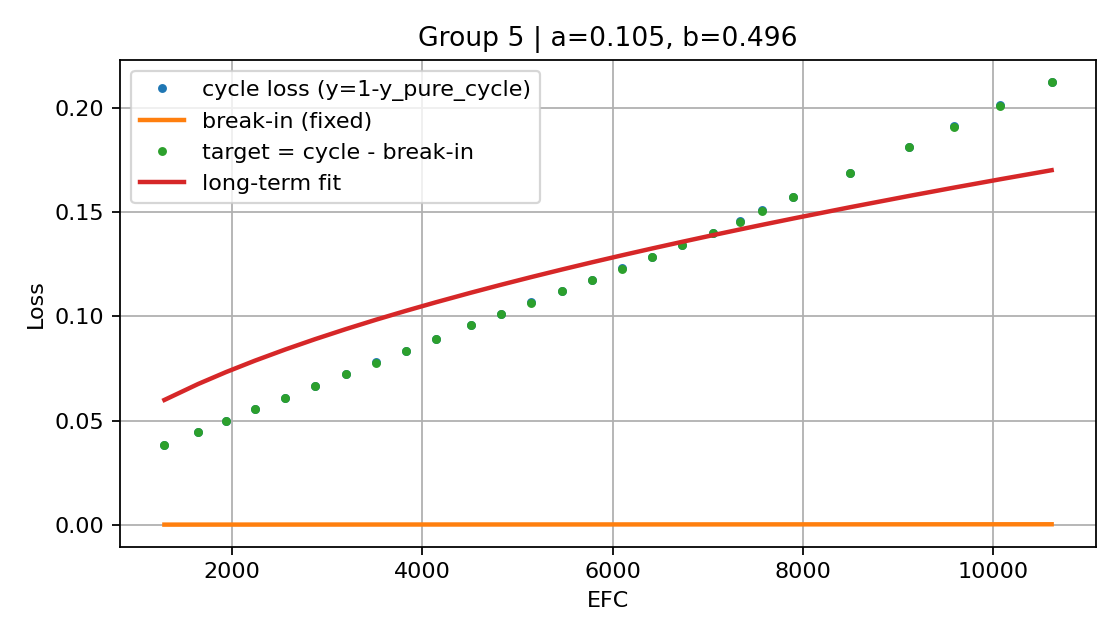 Group 5 | a=0.105, b=0.496
cycle loss (y=1-y_pure_cycle)
break-in (fixed)
target = cycle - break-in
long-term fit
Loss
0.20
0.15
0.10
0.05
0.00
2000 4000 6000 8000 10000
EFC